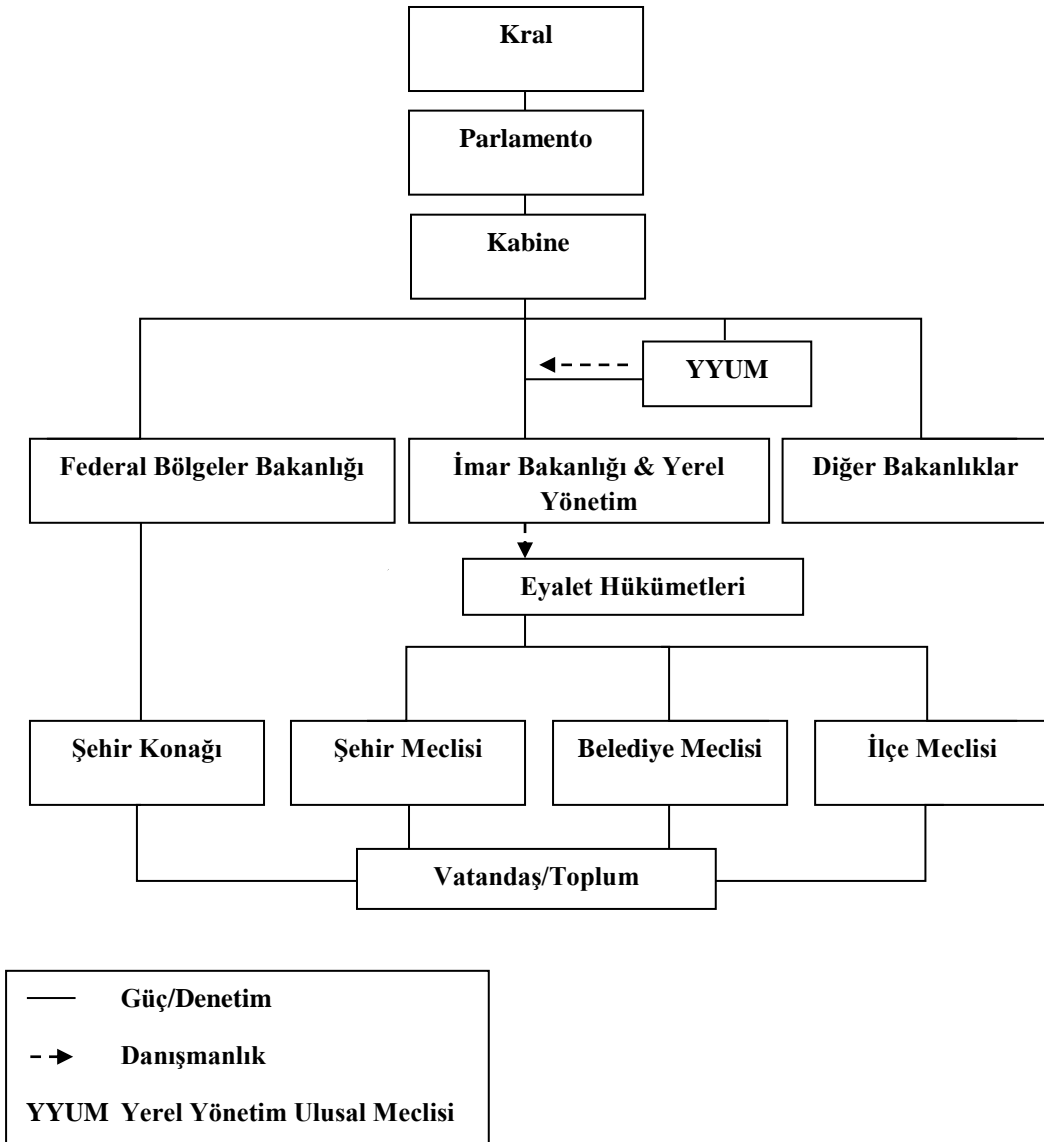 Kral
Parlamento
Kabine
YYUM
Federal Bölgeler Bakanlığı
İmar Bakanlığı & Yerel
Yönetim
Diğer Bakanlıklar
Eyalet Hükümetleri
Şehir Konağı
Şehir Meclisi
Belediye Meclisi
İlçe Meclisi
Vatandaş/Toplum
Güç/Denetim
Danışmanlık
YYUM Yerel Yönetim Ulusal Meclisi